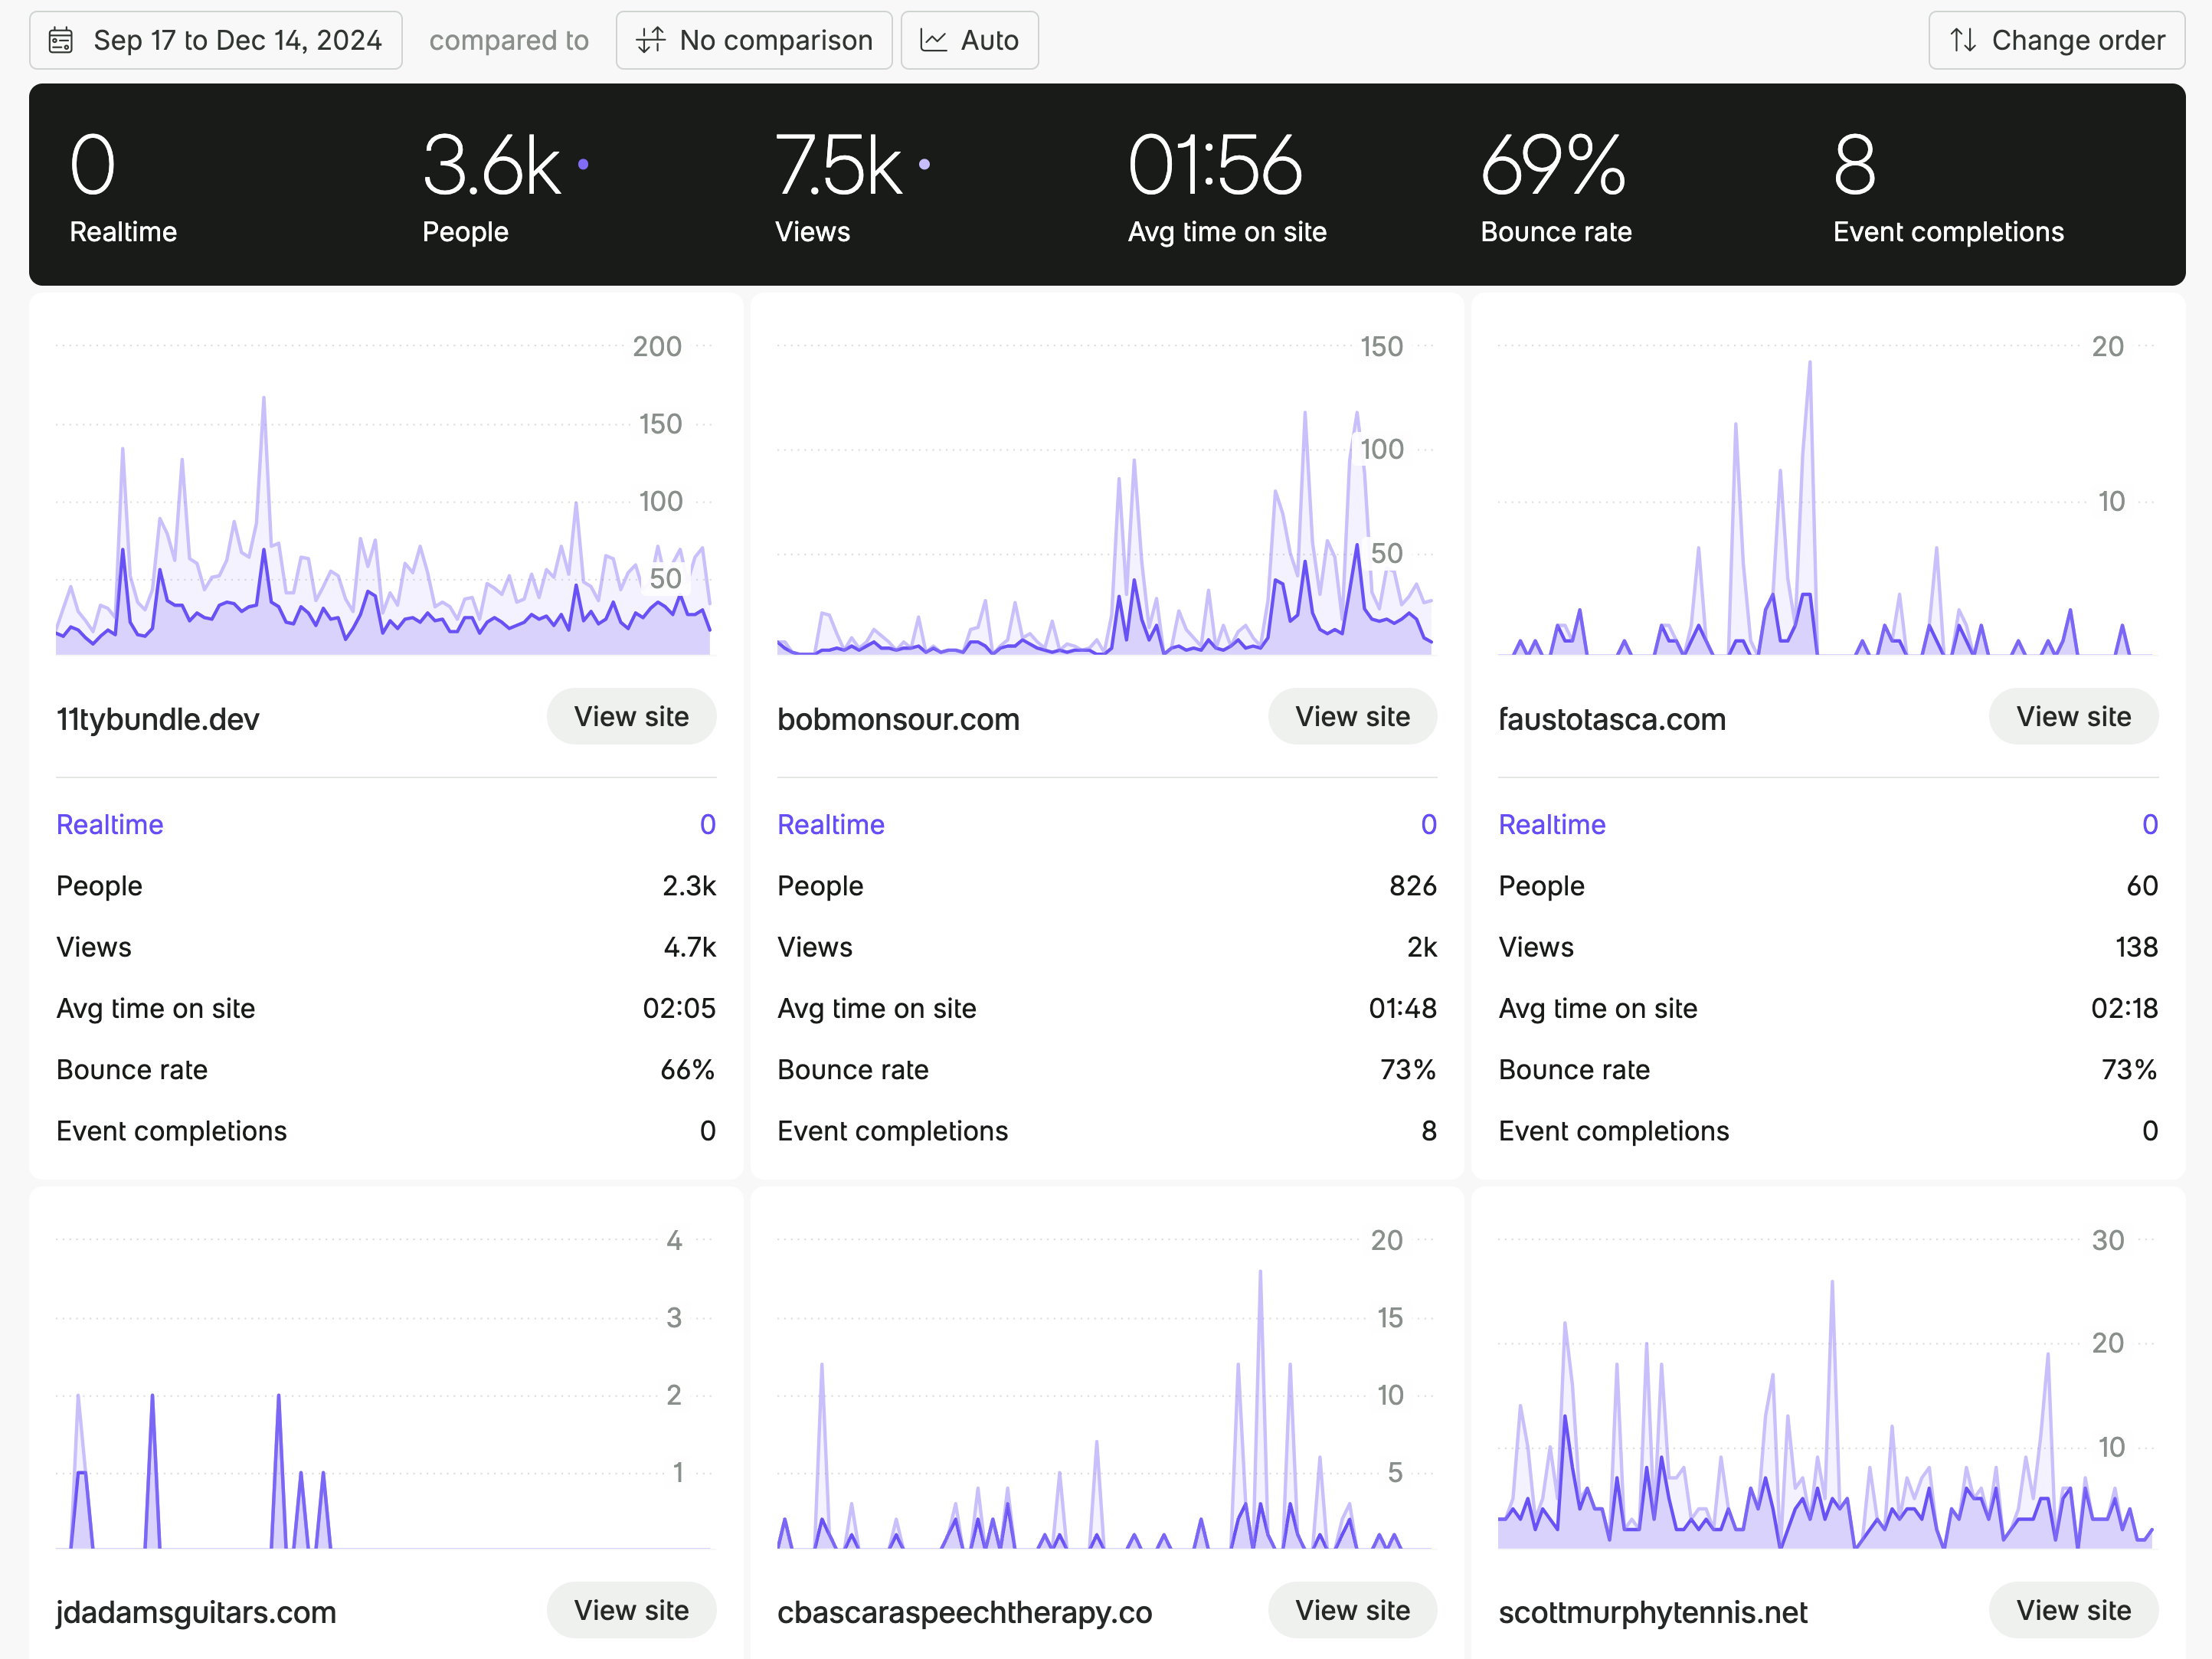 Sep 17 to Dec 14, 2024 compared to No comparison Auto Change order
0 3.6k 7.5k 01:56 69% 8
Realtime People Views Avg time on site Bounce rate Event completions
200
150
100
50
11tybundle.dev View site
Realtime 0
People 2.3k
Views 4.7k
Avg time on site 02:05
Bounce rate 66%
Event completions 0
150
100
50
bobmonsour.com View site
Realtime 0
People 826
Views 2k
Avg time on site 01:48
Bounce rate 73%
Event completions 8
20
10
faustotasca.com View site
Realtime 0
People 60
Views 138
Avg time on site 02:18
Bounce rate 73%
Event completions 0
4
3
2
1
jdadamsguitars.com View site
20
15
10
5
cbascaraspeechtherapy.co View site
30
20
10
scottmurphytennis.net View site